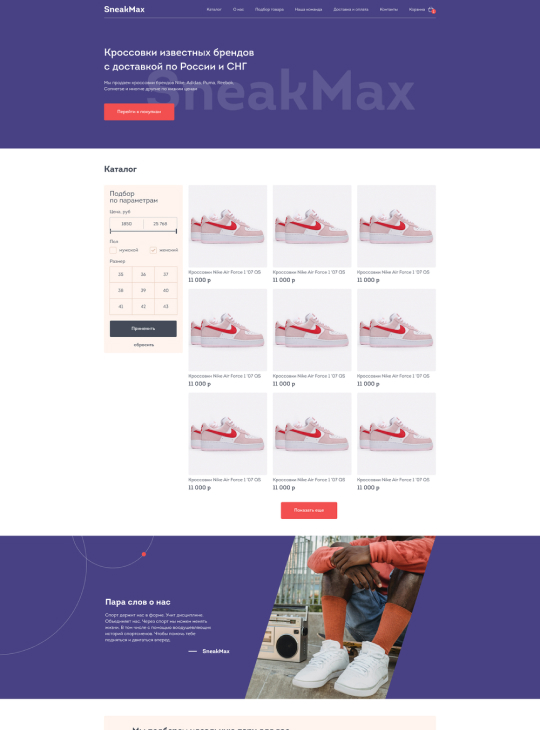 SneakMax
Каталог О нас Подбор товара Наша команда Доставка и оплата Контакты Корзина
Кроссовки известных брендов
с доставкой по России и СНГ
SneakMax
Мы продаем кроссовки брендов Nike, Adidas, Puma, Reebok,
Converse и многие другие по низким ценам
Перейти к покупкам
Каталог
Подбор
по параметрам
Цена, руб
1850 25 768
Пол
мужской женский
Размер
35 36 37
38 39 40
41 42 43
Применить
сбросить
Кроссовки Nike Air Force 1 '07 QS Кроссовки Nike Air Force 1 '07 QS Кроссовки Nike Air Force 1 '07 QS
11 000 р 11 000 р 11 000 р
Кроссовки Nike Air Force 1 '07 QS Кроссовки Nike Air Force 1 '07 QS Кроссовки Nike Air Force 1 '07 QS
11 000 р 11 000 р 11 000 р
Кроссовки Nike Air Force 1 '07 QS Кроссовки Nike Air Force 1 '07 QS Кроссовки Nike Air Force 1 '07 QS
11 000 р 11 000 р 11 000 р
Показать еще
Пара слов о нас
Спорт держит нас в форме. Учит дисциплине.
Объединяет нас. Через спорт мы можем менять
жизни. В том числе с помощью воодушевляющих
историй спортсменов. Чтобы помочь тебе
подняться и двигаться вперед.
SneakMax